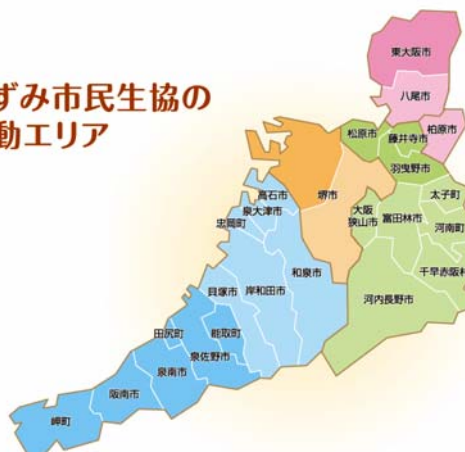 ずみ市民生協の
動エリア
東大阪市
八尾市
柏原市
松原市
藤井寺市
羽曳野市
太子町
高石市
堺市
大阪
狭山市
富田林市
河南町
泉大津市
忠岡町
和泉市
千早赤阪村
貝塚市
岸和田市
河内長野市
田尻町
熊取町
泉佐野市
泉南市
阪南市
岬町